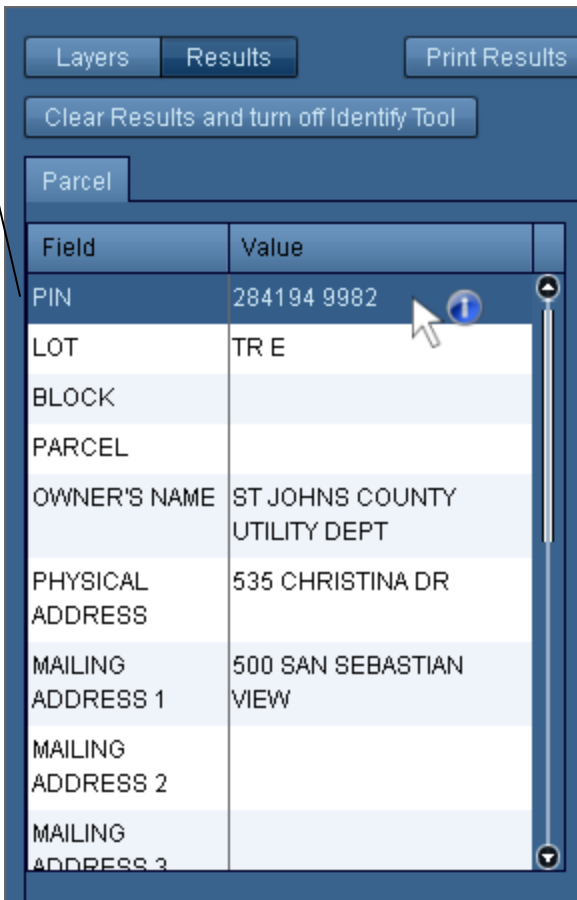 Layers Results Print Results
Clear Results and turn off Identify Tool
Parcel
Field Value
PIN 284194 9982
LOT TR E
BLOCK
PARCEL
OWNER'S NAME ST JOHNS COUNTY
UTILITY DEPT
PHYSICAL 535 CHRISTINA DR
ADDRESS
MAILING 500 SAN SEBASTIAN
ADDRESS 1 VIEW
MAILING
ADDRESS 2
MAILING
ADDRESS 3